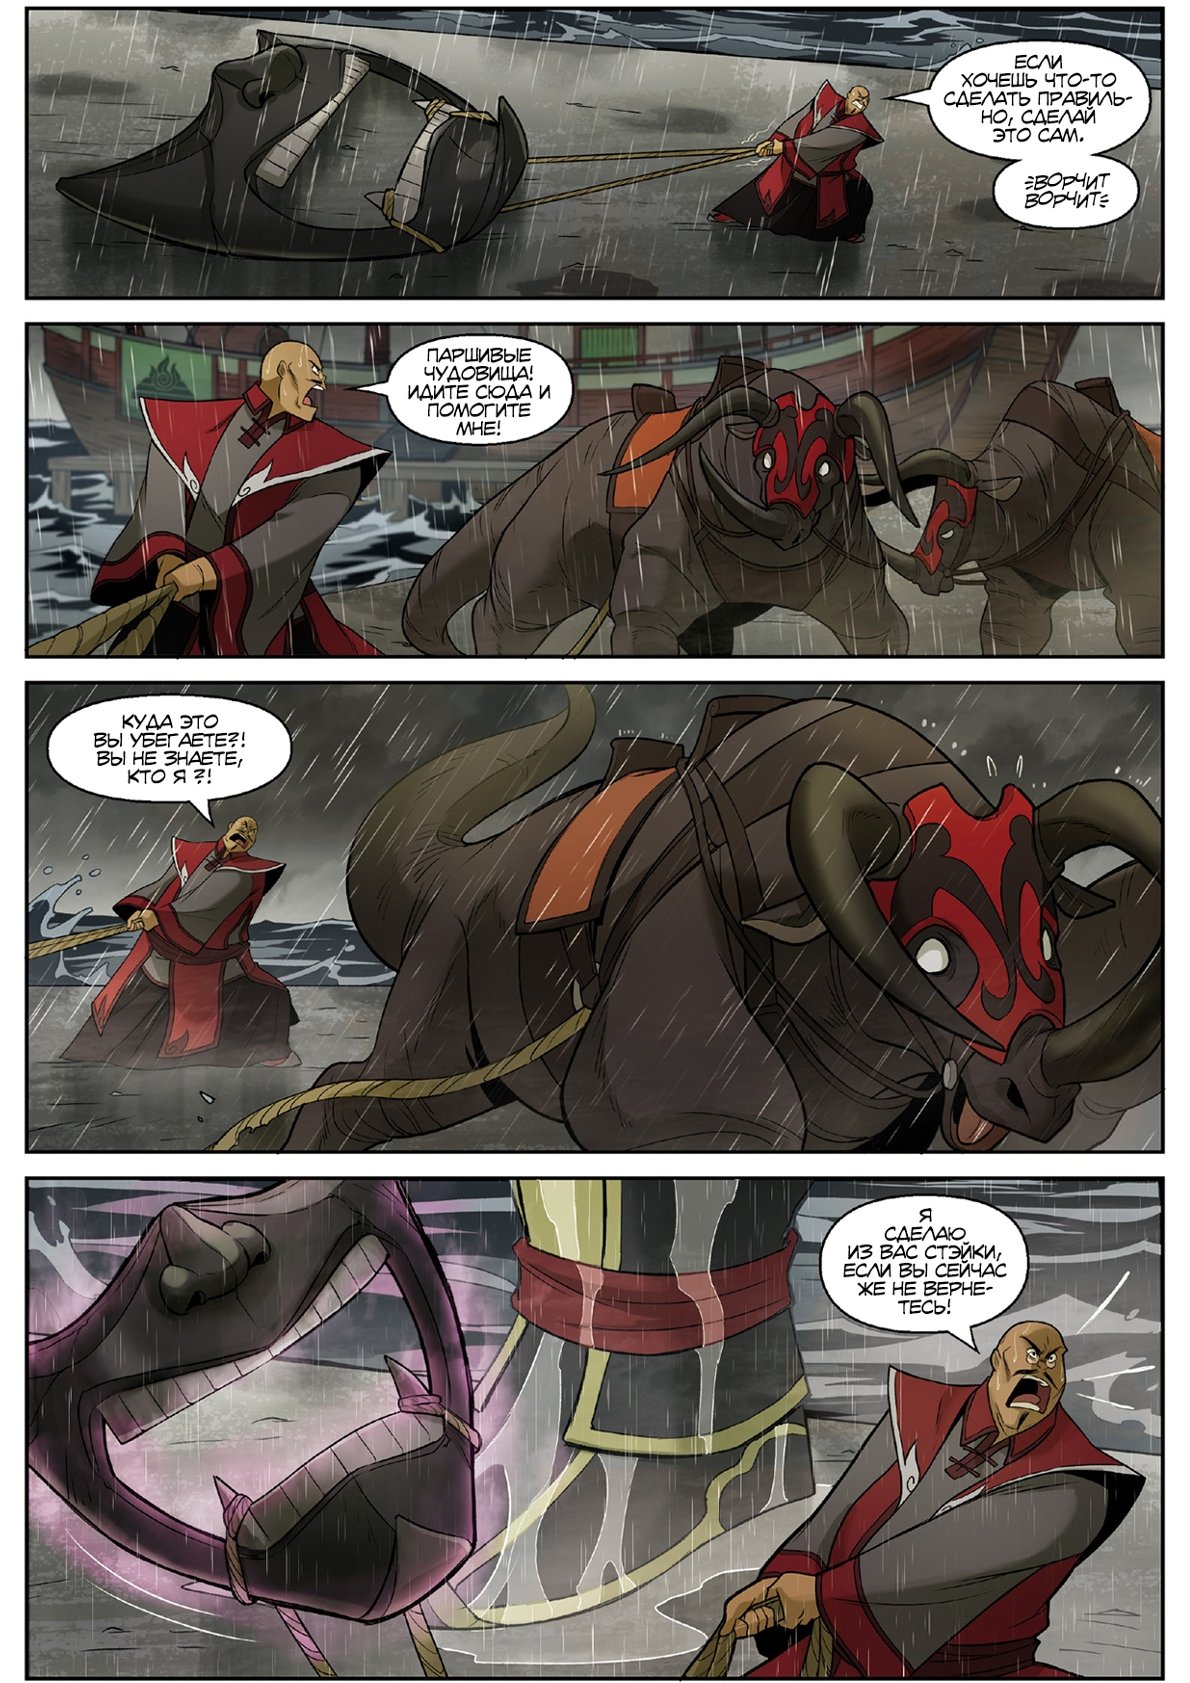 ЕСЛИ
ХОЧЕШЬ ЧТО-ТО
СДЕЛАТЬ ПРАВИЛЬ-
НО, СДЕЛАЙ
ЭТО САМ.
ВОРЧИТ
ВОРЧИТ
ПАРШИВЫЕ
ЧУДОВИЩА!
ИДИТЕ СЮДА И
ПОМОГИТЕ
МНЕ!
КУДА ЭТО
ВЫ УБЕГАЕТЕ?!
ВЫ НЕ ЗНАЕТЕ,
КТО Я ?!
Я
СДЕЛАЮ
ИЗ ВАС СТЭЙКИ,
ЕСЛИ ВЫ СЕЙЧАС
ЖЕ НЕ ВЕРНЕ-
ТЕСЬ!